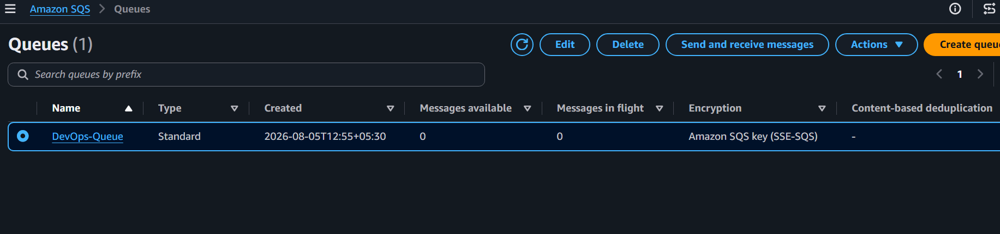 Amazon SQS > Queues
Queues (1)
Edit
Delete
Send and receive messages
Actions
Create queue
Search queues by prefix
1
Name Type Created Messages available Messages in flight Encryption Content-based deduplication
DevOps-Queue Standard 2026-08-05T12:55+05:30 0 0 Amazon SQS key (SSE-SQS) -